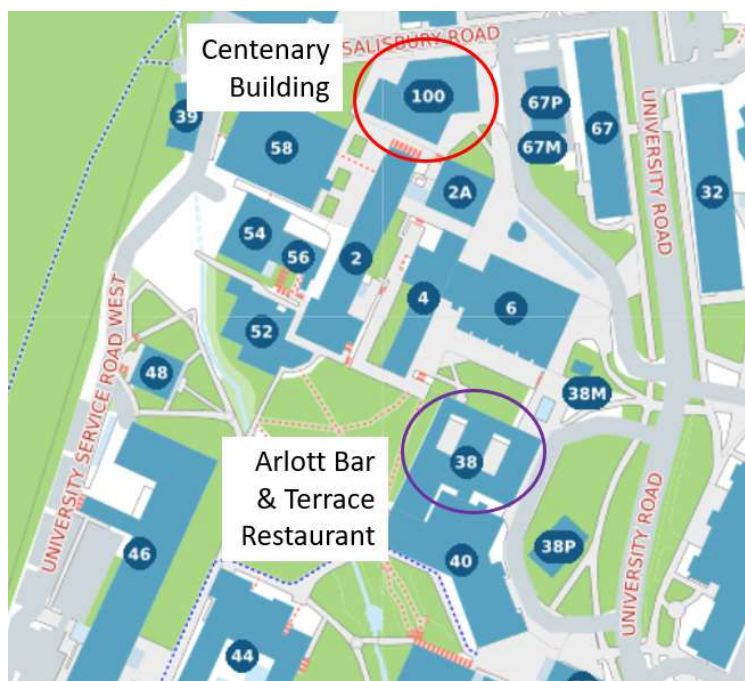 Centenary
Building
SALISBURY ROAD
100
39
58
67P
67M
67
UNIVERSITY ROAD
32
2A
54
56
2
4
6
52
UNIVERSITY SERVICE ROAD WEST
48
38M
Arlott Bar
& Terrace
Restaurant
38
38P
UNIVERSITY ROAD
46
40
44